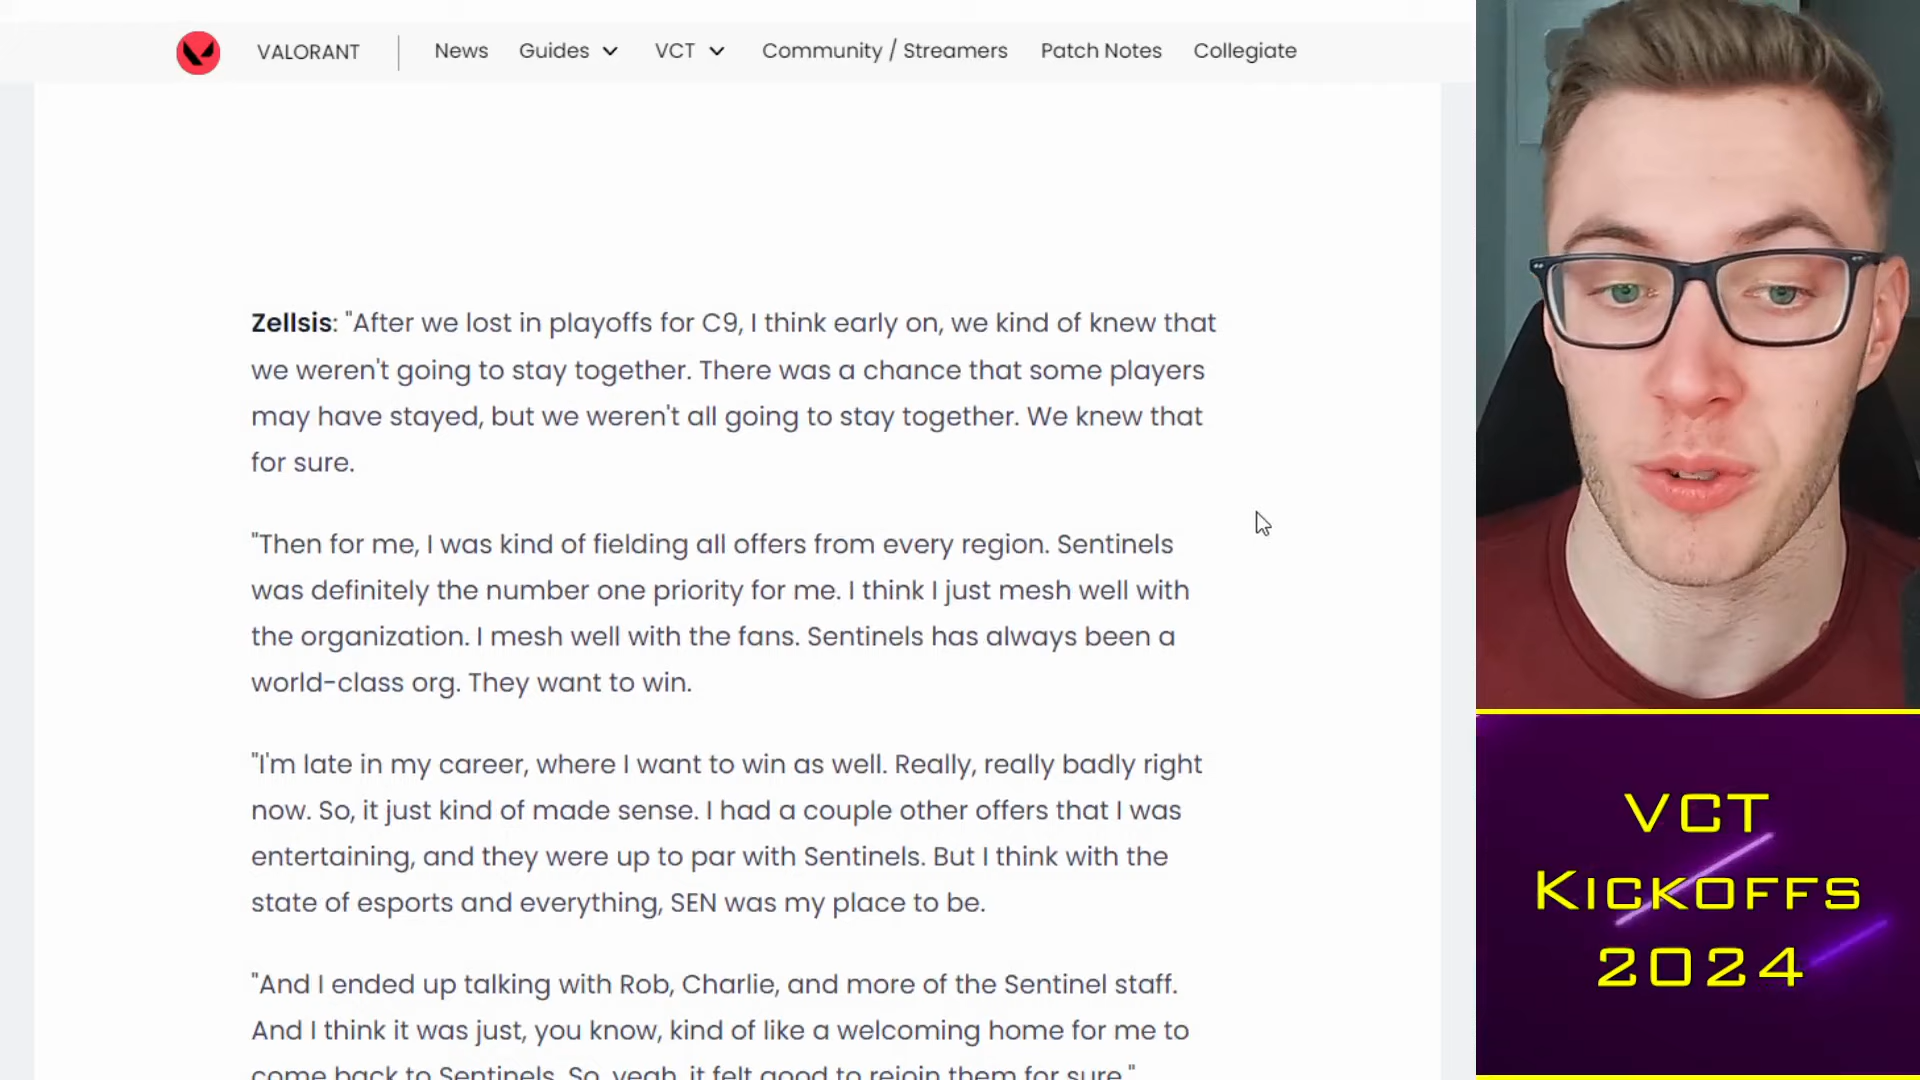 VALORANT News Guides VCT Community / Streamers Patch Notes Collegiate
Zellsis: "After we lost in playoffs for C9, I think early on, we kind of knew that
we weren't going to stay together. There was a chance that some players
may have stayed, but we weren't all going to stay together. We knew that
for sure.
"Then for me, I was kind of fielding all offers from every region. Sentinels
was definitely the number one priority for me. I think I just mesh well with
the organization. I mesh well with the fans. Sentinels has always been a
world-class org. They want to win.
"I'm late in my career, where I want to win as well. Really, really badly right
now. So, it just kind of made sense. I had a couple other offers that I was
entertaining, and they were up to par with Sentinels. But I think with the
state of esports and everything, SEN was my place to be.
"And I ended up talking with Rob, Charlie, and more of the Sentinel staff.
And I think it was just, you know, kind of like a welcoming home for me to
come back to Sentinels. So, yeah, it felt good to rejoin them for sure."
VCT
KICKOFFS
2024